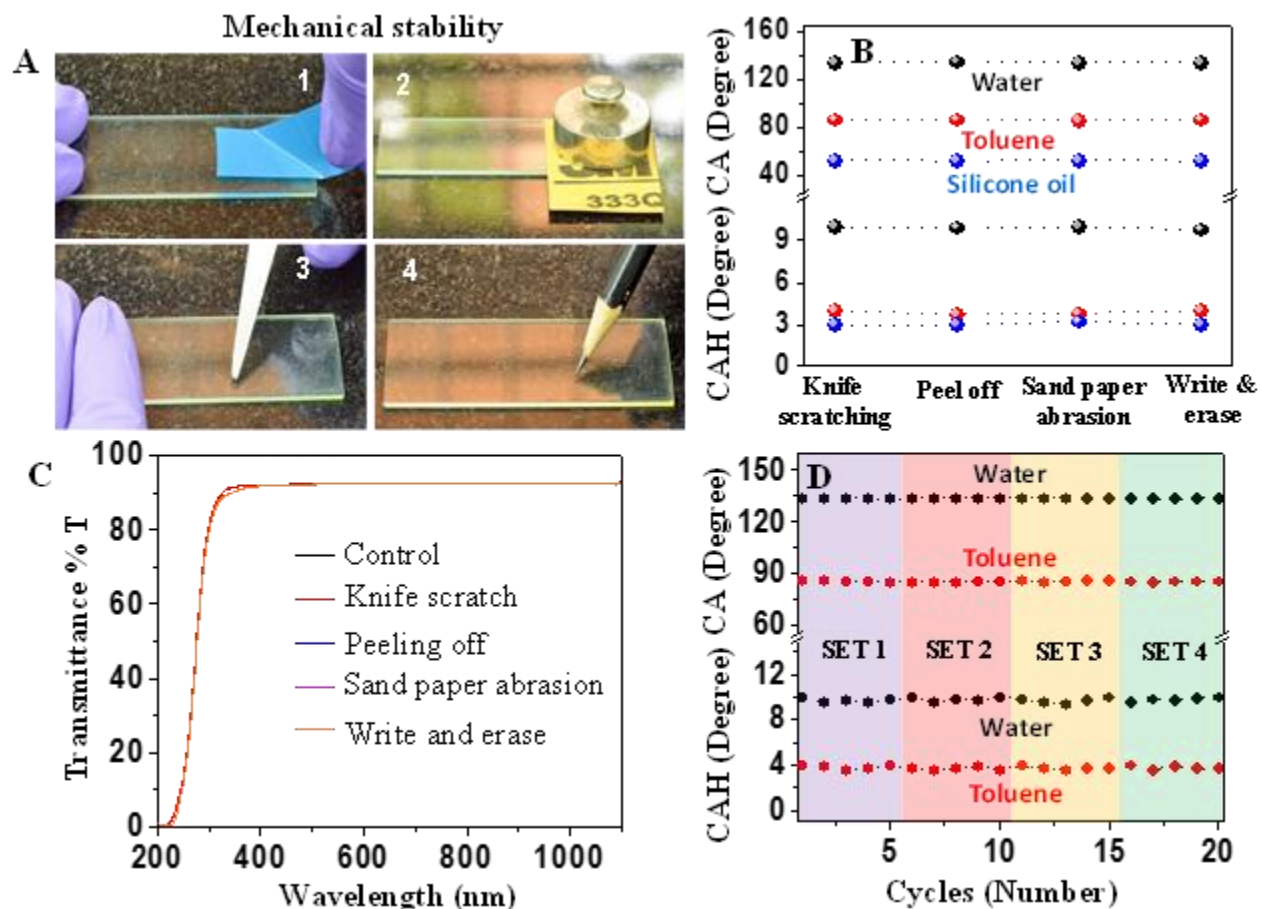 Mechanical stability
A
1
2
333Q
3
4
B
160
120
80
40
9
6
3
0
CAH (Degree) CA (Degree)
Water
Toluene
Silicone oil
Knife
scratching
Peel off
Sand paper
abrasion
Write &
erase
C
100
80
60
40
20
0
Transmittance % T
Control
Knife scratch
Peeling off
Sand paper abrasion
Write and erase
200
400
600
800
1000
Wavelength (nm)
D
150
120
90
60
12
8
4
0
CAH (Degree) CA (Degree)
Water
Toluene
SET 1
SET 2
SET 3
SET 4
Water
Toluene
5
10
15
20
Cycles (Number)